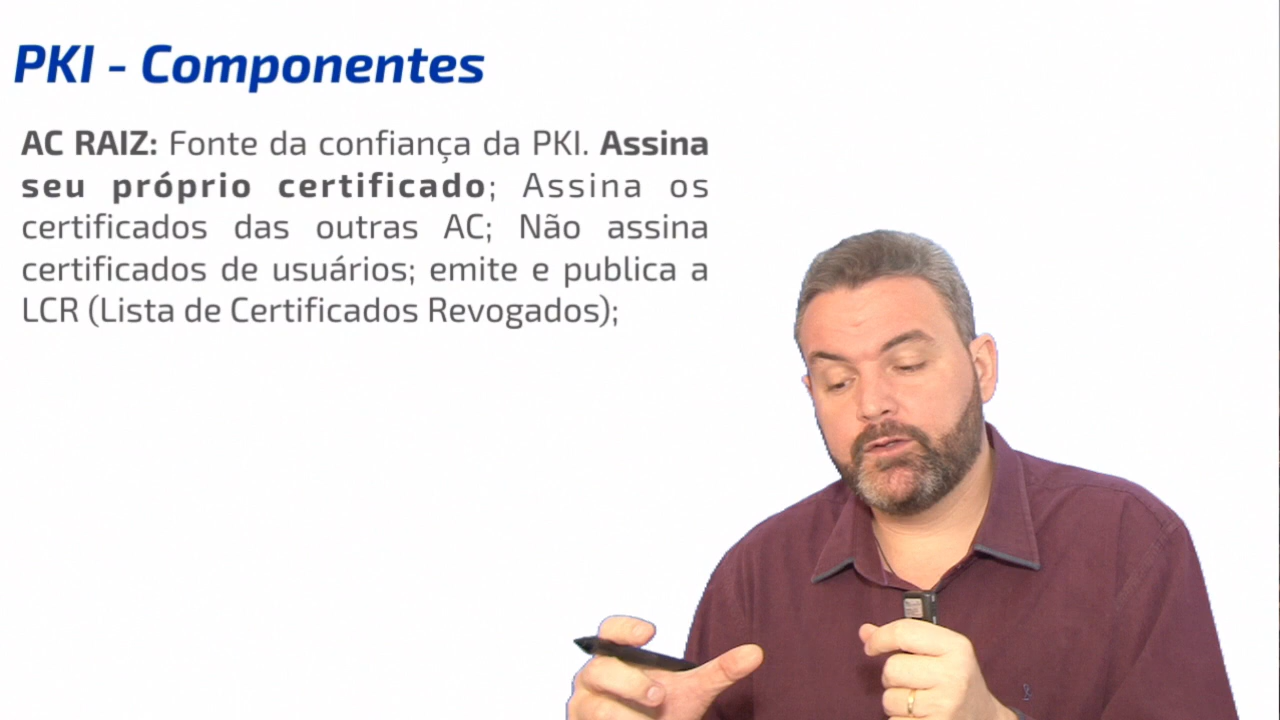 PKI - Componentes
AC RAIZ: Fonte da confiança da PKI. Assina
seu próprio certificado; Assina os
certificados das outras AC; Não assina
certificados de usuários; emite e publica a
LCR (Lista de Certificados Revogados);